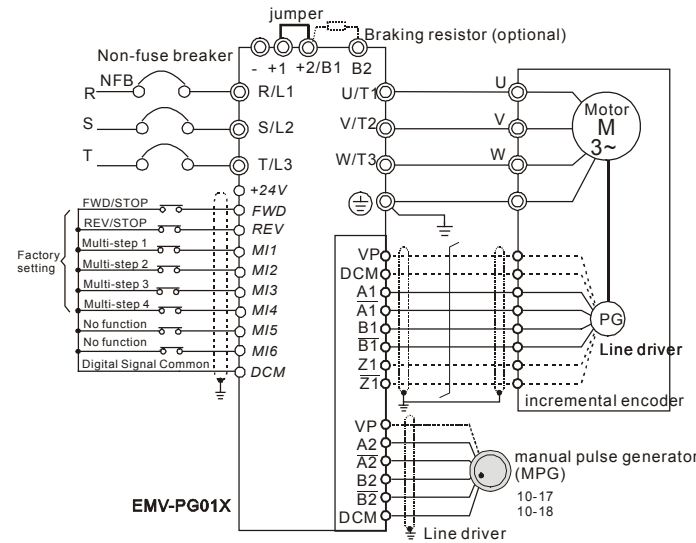 jumper
Braking resistor (optional)
Non-fuse breaker
- +1 +2/B1 B2
NFB
R
R/L1
U/T1
U
S
S/L2
V/T2
V
T
T/L3
W/T3
W
Motor
M
3~
+24V
FWD/STOP
FWD
REV/STOP
REV
Multi-step 1
MI1
Multi-step 2
MI2
Multi-step 3
MI3
Multi-step 4
MI4
No function
MI5
No function
MI6
Digital Signal Common
DCM
Factory
setting
VP
DCM
A1
A1
B1
B1
Z1
Z1
PG
Line driver
incremental encoder
VP
A2
A2
B2
B2
DCM
manual pulse generator
(MPG)
10-17
10-18
EMV-PG01X
Line driver